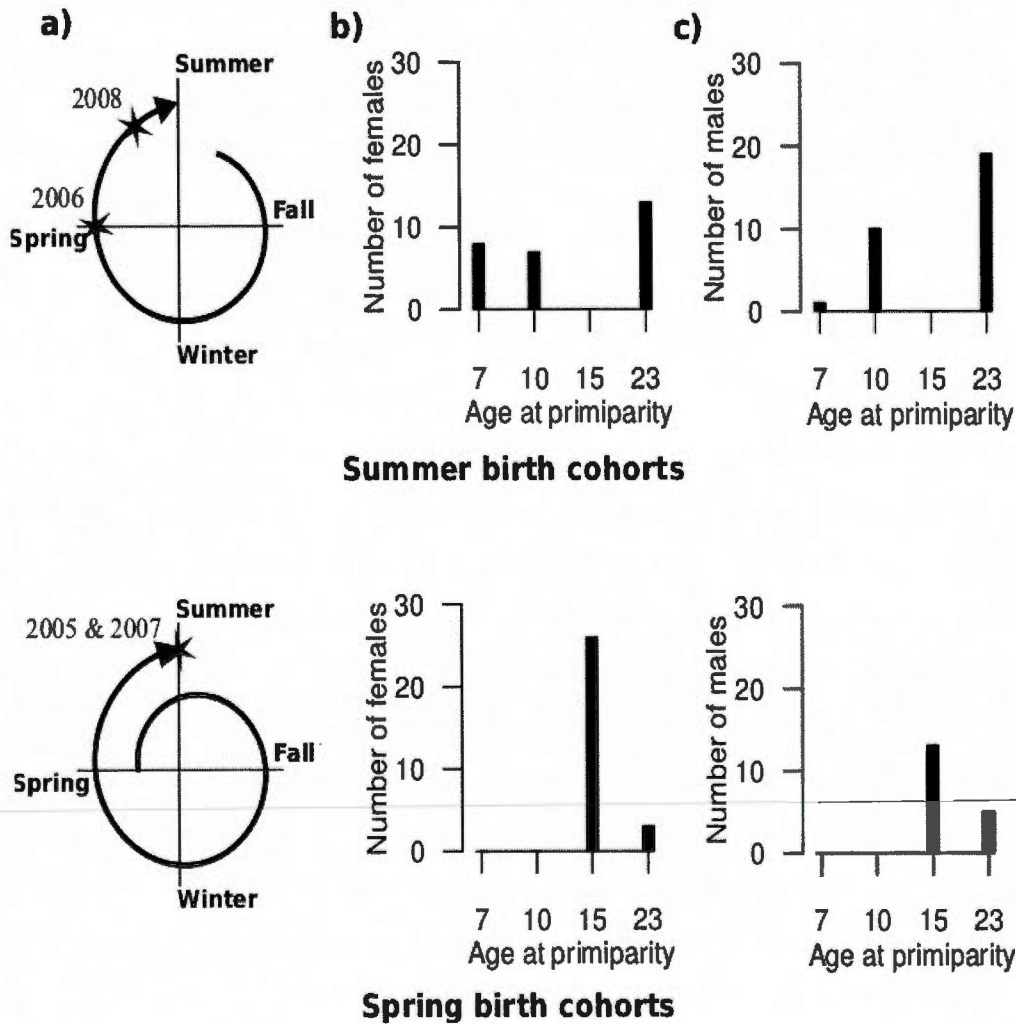 a)
Summer
2008
2006
Fall
Spring
Winter
b)
Number of females
30
20
10
0
7 10 15 23
Age at primiparity
c)
Number of males
30
20
10
0
7 10 15 23
Age at primiparity
Summer birth cohorts
Summer
2005 & 2007
Fall
Spring
Winter
Number of females
30
20
10
0
7 10 15 23
Age at primiparity
Number of males
30
20
10
0
7 10 15 23
Age at primiparity
Spring birth cohorts